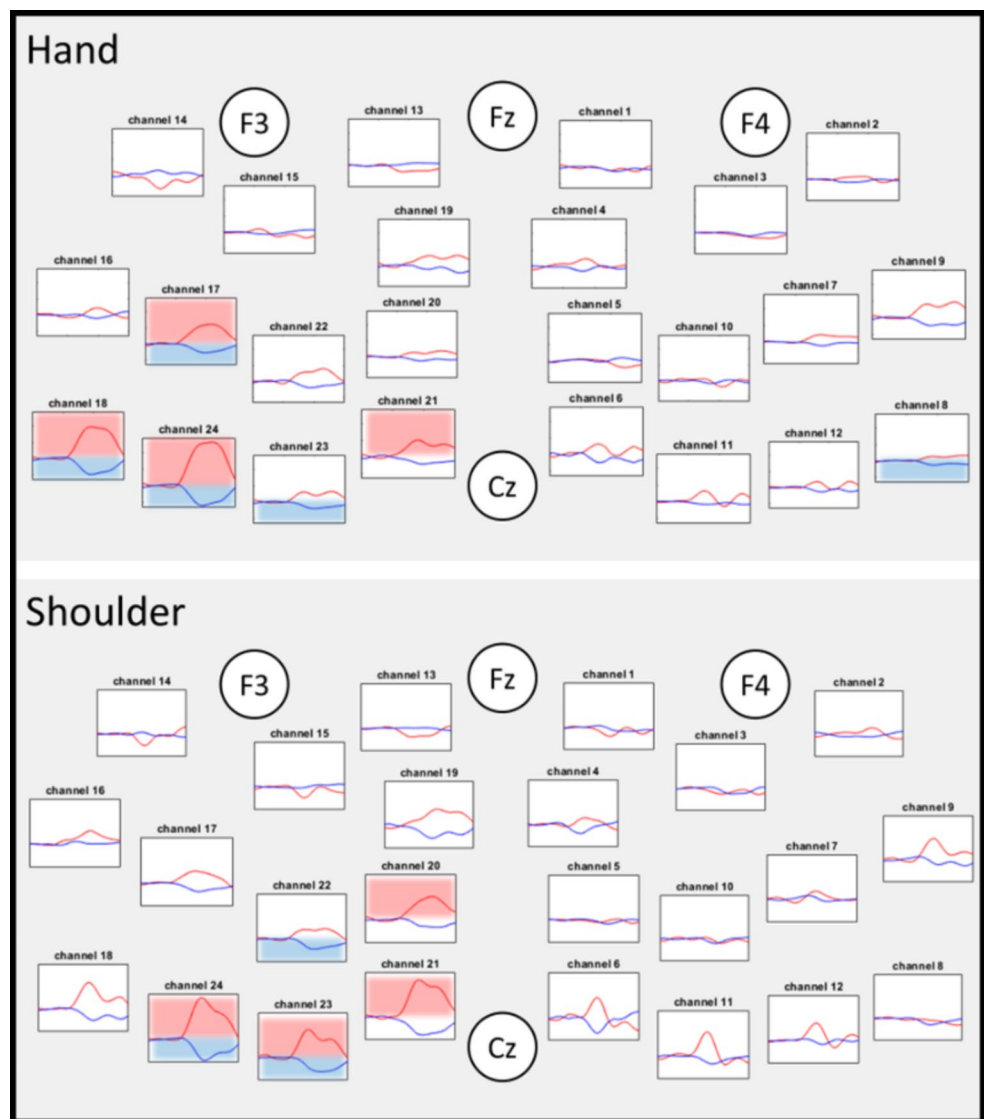 Hand
F3
Fz
F4
channel 14
channel 13
channel 1
channel 2
channel 15
channel 3
channel 19
channel 4
channel 16
channel 17
channel 9
channel 7
channel 20
channel 5
channel 22
channel 10
channel 18
channel 21
channel 6
channel 8
channel 24
channel 23
channel 11
channel 12
Cz
Shoulder
F3
Fz
F4
channel 14
channel 13
channel 1
channel 2
channel 15
channel 3
channel 19
channel 4
channel 16
channel 9
channel 17
channel 7
channel 20
channel 5
channel 22
channel 10
channel 18
channel 21
channel 6
channel 8
channel 24
channel 23
channel 11
channel 12
Cz